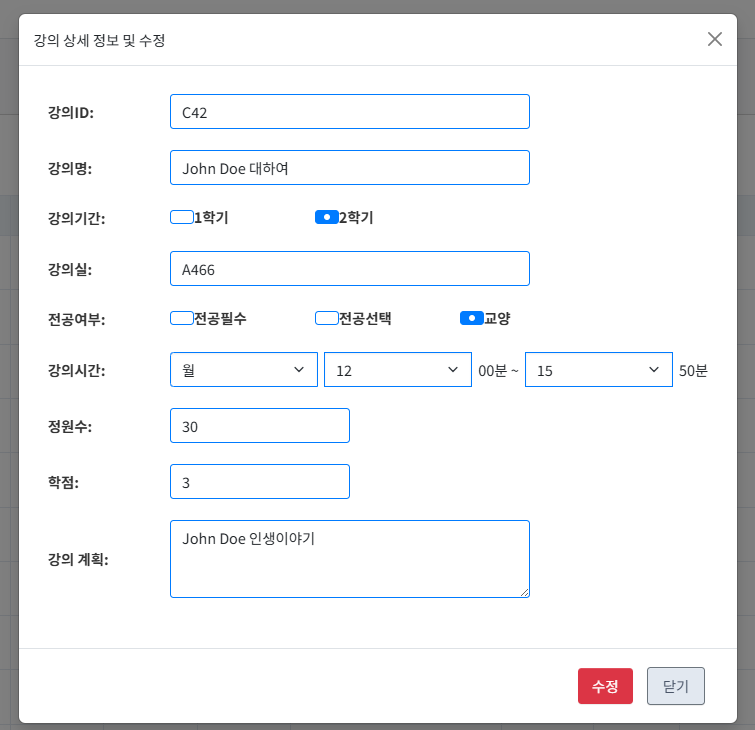 강의 상세 정보 및 수정
강의ID: C42
강의명: John Doe 대하여
강의기간: 1학기 2학기
강의실: A466
전공여부: 전공필수 전공선택 교양
강의시간: 월 12 00분 ~ 15 50분
정원수: 30
학점: 3
강의 계획: John Doe 인생이야기
수정 닫기